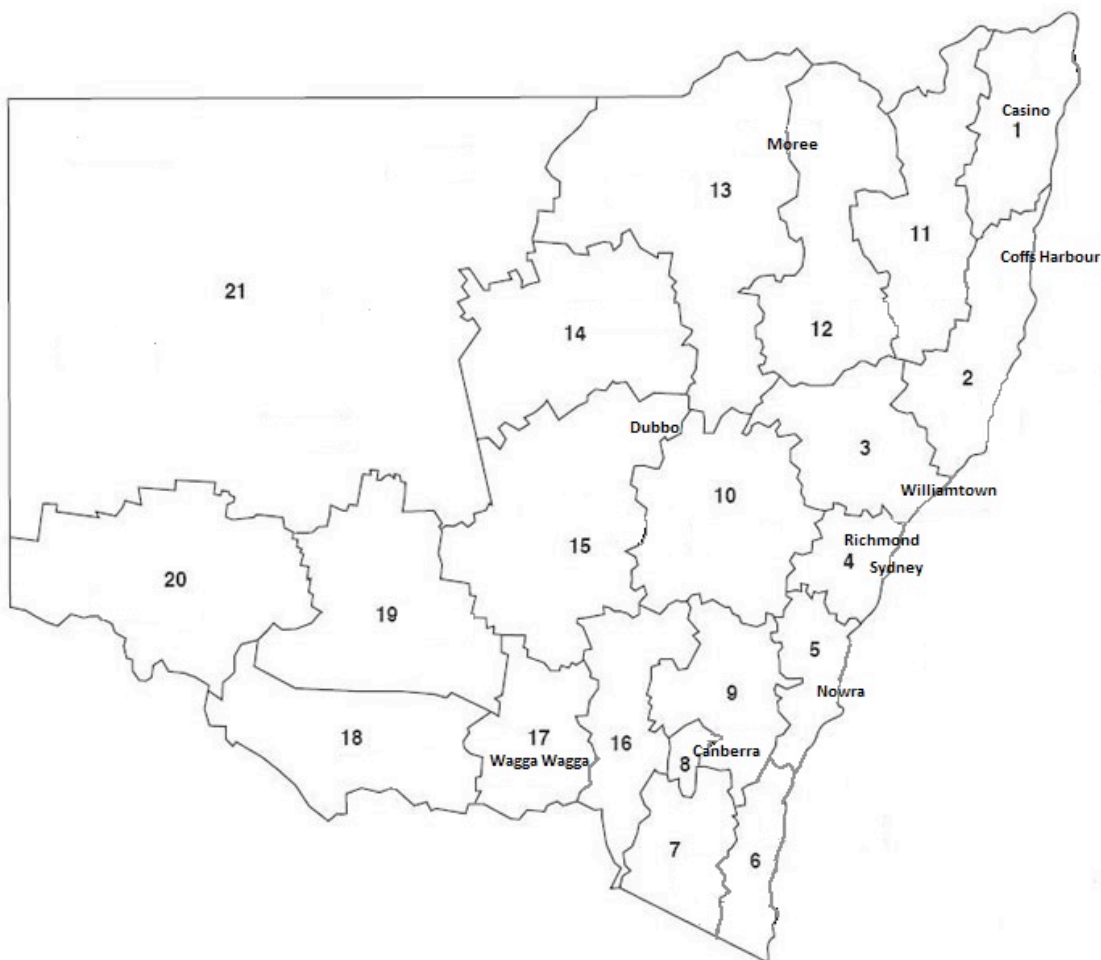 Casino
1
Moree
13
11
Coffs Harbour
21
14
12
2
Dubbo
3
10
Williamtown
15
Richmond
4
Sydney
20
19
5
9
Nowra
18
17
16
Canberra
8
Wagga Wagga
7
6